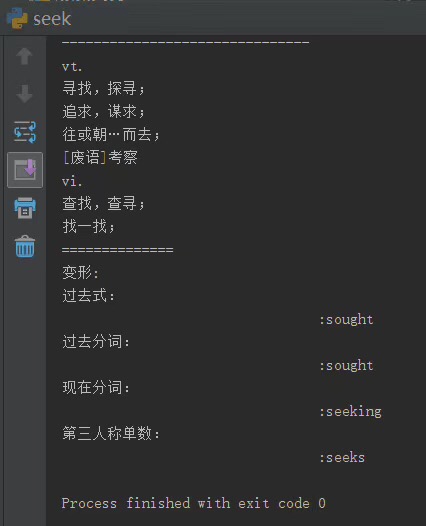 seek
===============================
vt.
寻找，探寻；
追求，谋求；
往或朝…而去；
[废语]考察
vi.
查找，查寻；
找一找；
==============
变形:
过去式：
:sought
过去分词：
:sought
现在分词：
:seeking
第三人称单数：
:seeks
Process finished with exit code 0